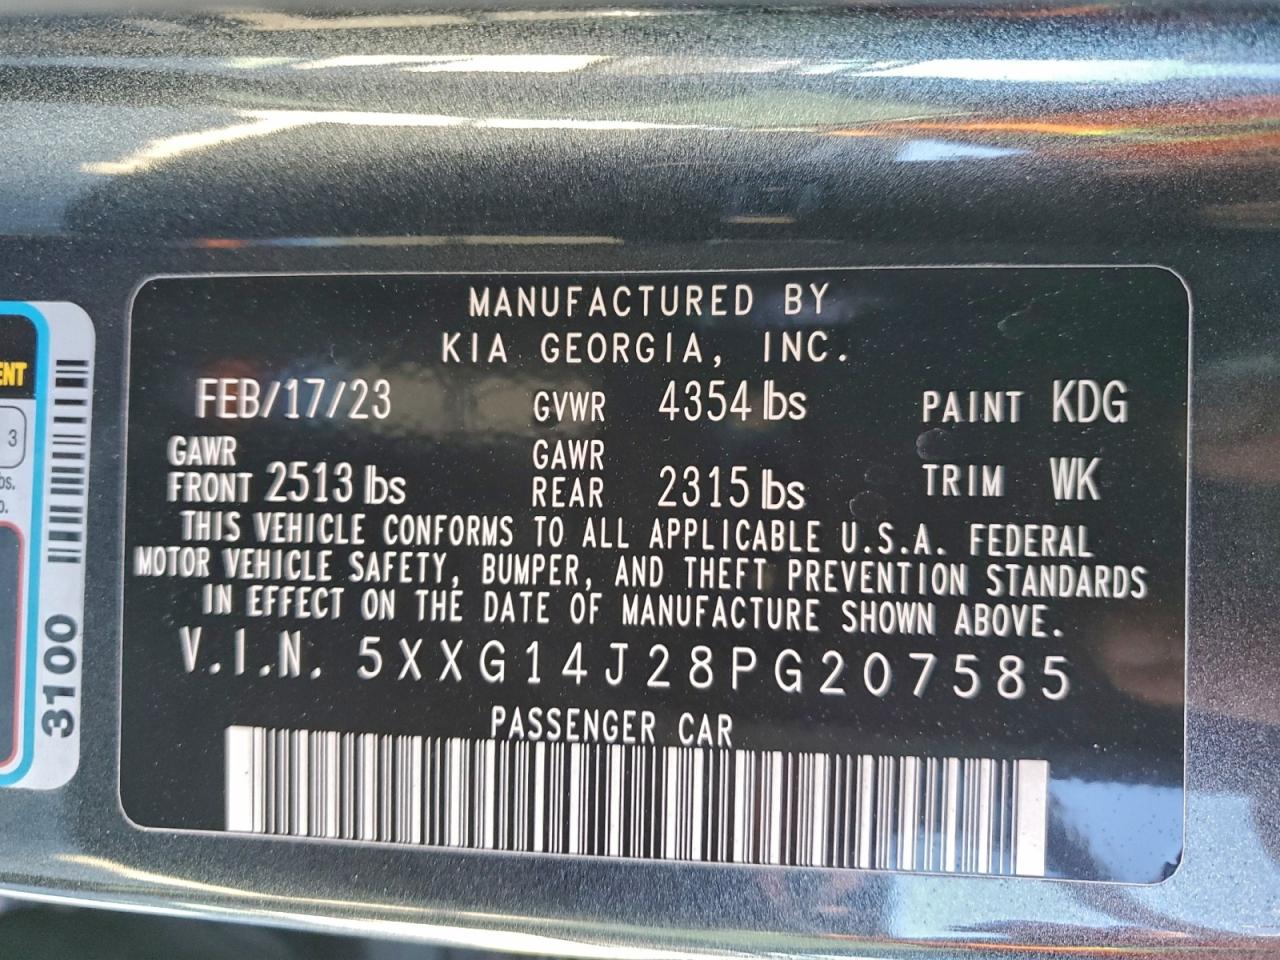 MANUFACTURED BY
KIA GEORGIA, INC.
FEB/17/23 GVWR 4354 lbs PAINT KDG
GAWR FRONT 2513 lbs GAWR REAR 2315 lbs TRIM WK
THIS VEHICLE CONFORMS TO ALL APPLICABLE U.S.A. FEDERAL
MOTOR VEHICLE SAFETY, BUMPER, AND THEFT PREVENTION STANDARDS
IN EFFECT ON THE DATE OF MANUFACTURE SHOWN ABOVE.
V.I.N. 5XXG14J28PG207585
PASSENGER CAR
3100
3